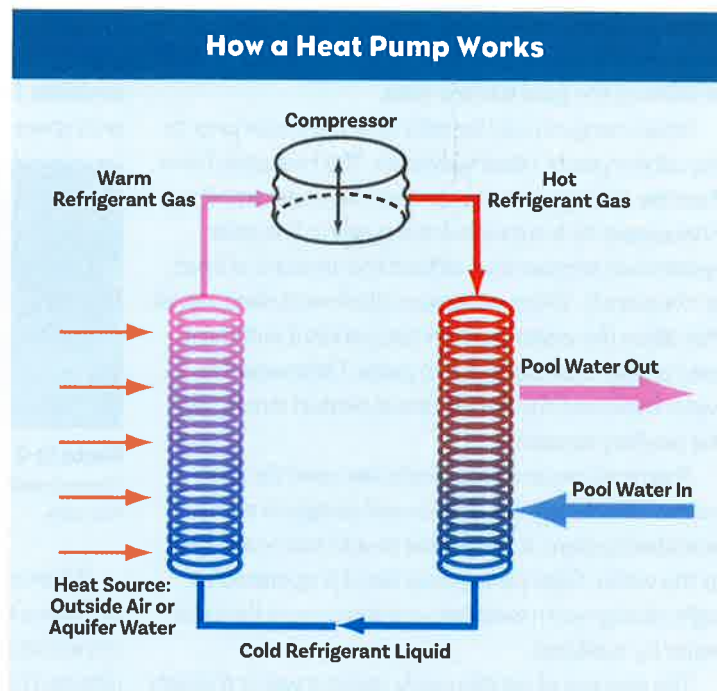 How a Heat Pump Works
Compressor
Warm
Refrigerant Gas
Hot
Refrigerant Gas
Pool Water Out
Pool Water In
Heat Source:
Outside Air or
Aquifer Water
Cold Refrigerant Liquid